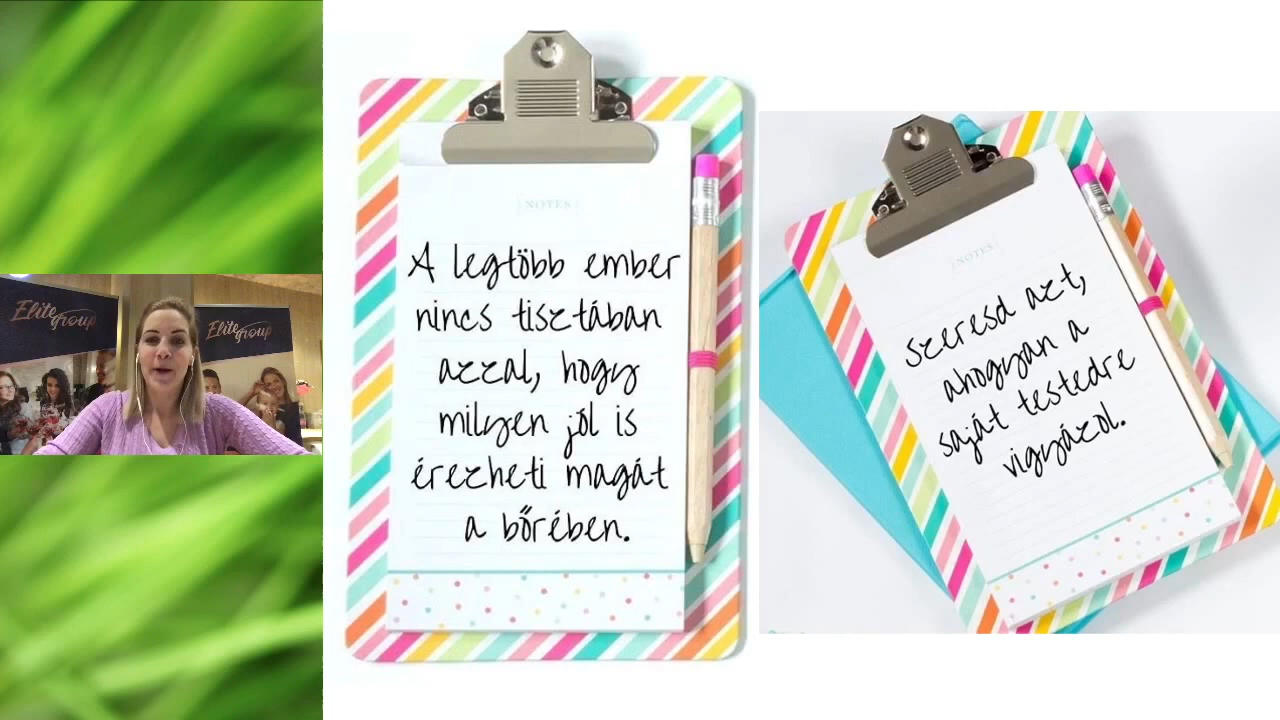 Elite
group
Elite
group
NOTES
A legtöbb ember
nincs tisztában
azzal, hogy
milyen jól is
érezheti magát
a bőrében.
NOTES
Szeresd azt,
ahogyan a
saját testedre
vigyázol.